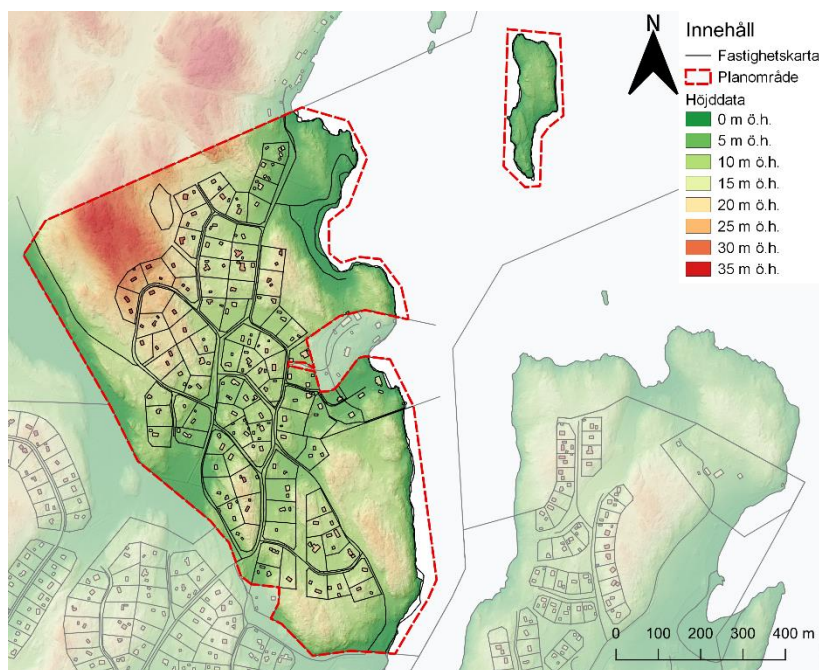 N
Innehåll
Fastighetskarta
Planområde
Höjddata
0 m ö.h.
5 m ö.h.
10 m ö.h.
15 m ö.h.
20 m ö.h.
25 m ö.h.
30 m ö.h.
35 m ö.h.
0 100 200 300 400 m